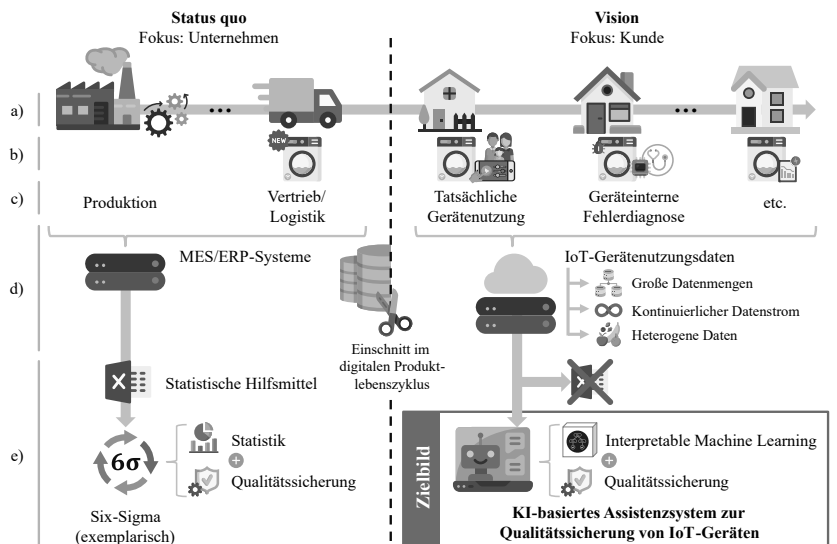 Status quo
Fokus: Unternehmen
Vision
Fokus: Kunde
a)
b)
NEW
c)
Produktion
Vertrieb/
Logistik
Tatsächliche
Gerätenutzung
Geräteinterne
Fehlerdiagnose
etc.
d)
MES/ERP-Systeme
Einschnitt im
digitalen Produkt-
lebenszyklus
IoT-Gerätenutzungsdaten
Große Datenmengen
Kontinuierlicher Datenstrom
Heterogene Daten
e)
X
Statistische Hilfsmittel
6σ
Statistik
+
Qualitätssicherung
Six-Sigma
(exemplarisch)
X
Zielbild
Interpretable Machine Learning
+
Qualitätssicherung
KI-basiertes Assistenzsystem zur
Qualitätssicherung von IoT-Geräten